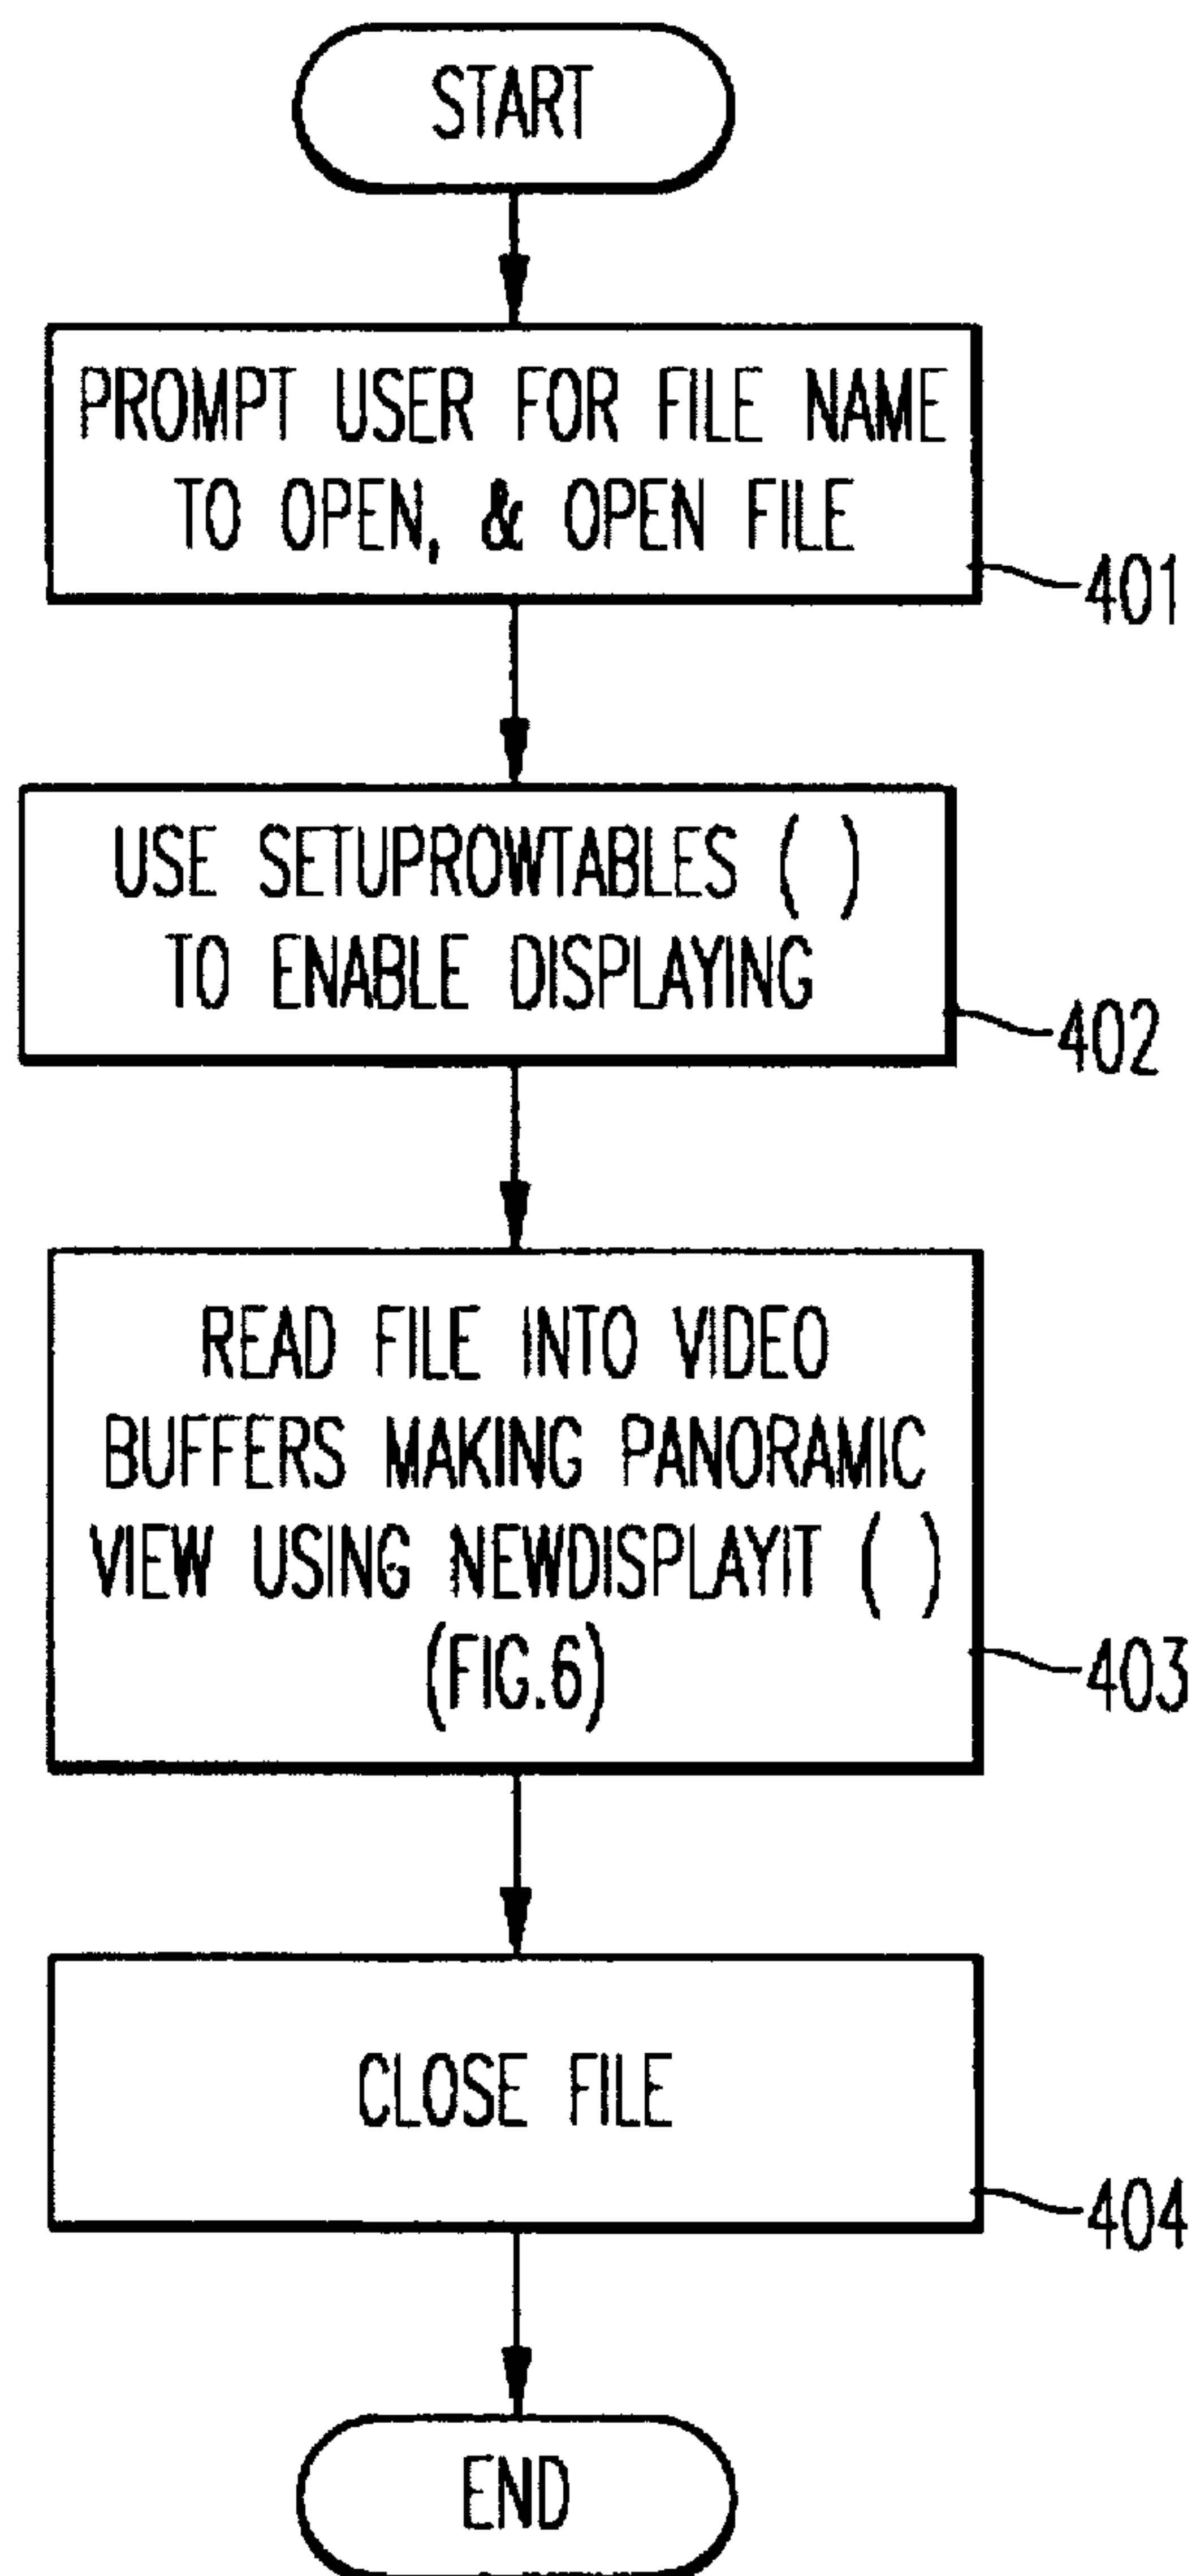 START
PROMPT USER FOR FILE NAME
TO OPEN, & OPEN FILE
401
USE SETUPROWTABLES ( )
TO ENABLE DISPLAYING
402
READ FILE INTO VIDEO
BUFFERS MAKING PANORAMIC
VIEW USING NEWDISPLAYIT ( )
(FIG.6)
403
CLOSE FILE
404
END